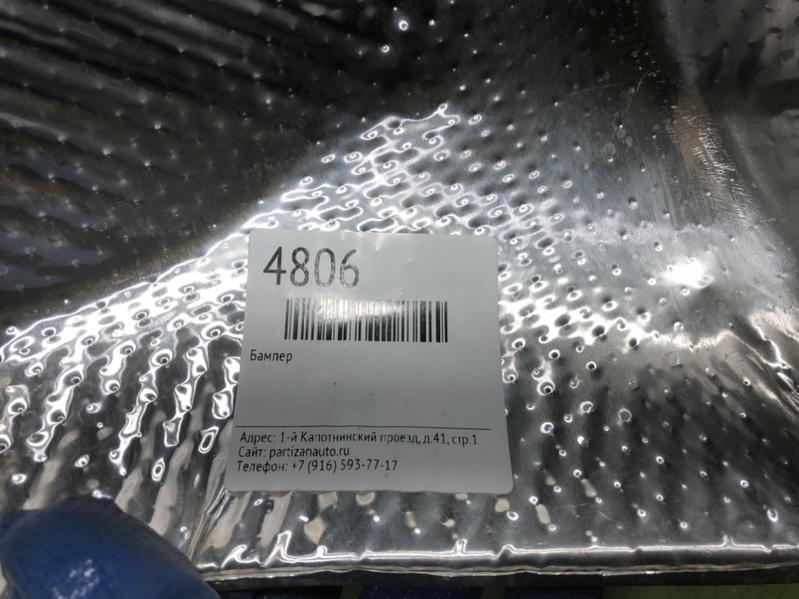 4806
Бампер
Адрес: 1-й Капотнинский проезд, д.41, стр.1
Сайт: partizanauto.ru
Телефон: +7 (916) 593-77-17